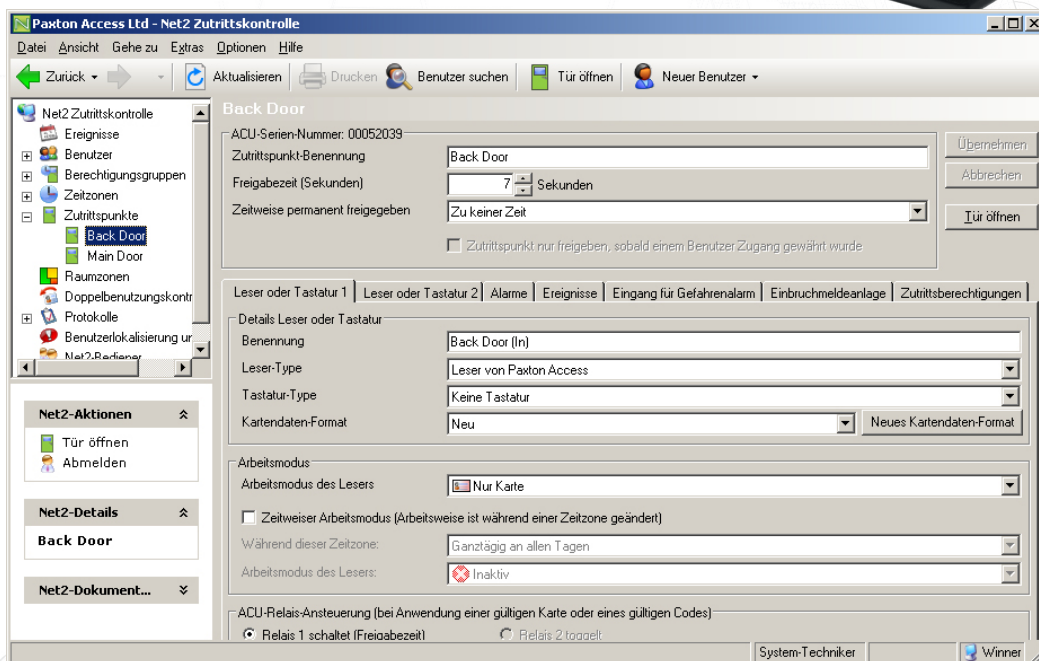 Paxton Access Ltd - Net2 Zutrittskontrolle
Datei Ansicht Gehe zu Extras Optionen Hilfe
Zurück Aktualisieren Drucken Benutzer suchen Tür öffnen Neuer Benutzer
Net2 Zutrittskontrolle
Ereignisse
Benutzer
Berechtigungsgruppen
Zeitzonen
Zutrittspunkte
Back Door
Main Door
Raumzonen
Doppelbenutzungskontr
Protokolle
Benutzerlokalisierung ur
Net2-Bediener
Net2-Aktionen
Tür öffnen
Abmelden
Net2-Details
Back Door
Net2-Dokument...
Back Door
ACU-Serien-Nummer: 00052039
Zutrittspunkt-Benennung Back Door
Freigabezeit (Sekunden) 7 Sekunden
Zeitweise permanent freigegeben Zu keiner Zeit
Zutrittspunkt nur freigeben, sobald einem Benutzer Zugang gewährt wurde
Übernehmen
Abbrechen
Tür öffnen
Leser oder Tastatur 1 Leser oder Tastatur 2 Alarme Ereignisse Eingang für Gefahrenalarm Einbruchmeldeanlage Zutrittsberechtigungen
Details Leser oder Tastatur
Benennung Back Door (In)
Leser-Type Leser von Paxton Access
Tastatur-Type Keine Tastatur
Kartendaten-Format Neu Neues Kartendaten-Format
Arbeitsmodus
Arbeitsmodus des Lesers Nur Karte
Zeitweiser Arbeitsmodus (Arbeitsweise ist während einer Zeitzone geändert)
Während dieser Zeitzone: Ganztägig an allen Tagen
Arbeitsmodus des Lesers: Inaktiv
ACU-Relais-Ansteuerung (bei Anwendung einer gültigen Karte oder eines gültigen Codes)
Relais 1 schaltet (Freigabezeit) Relais 2 toggelt
System-Techniker Winner